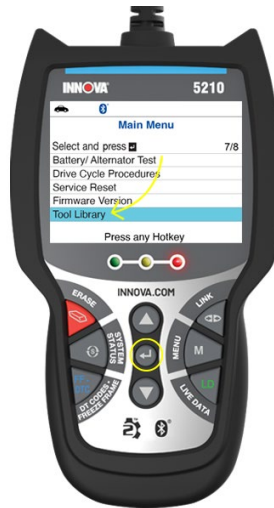 INNOVA 5210
Main Menu
Select and press 7/8
Battery/ Alternator Test
Drive Cycle Procedures
Service Reset
Firmware Version
Tool Library
Press any Hotkey
INNOVA.COM
ERASE
LINK
SYSTEM STATUS
MENU
M
DT CODES • FREEZE FRAME
LIVE DATA
LD